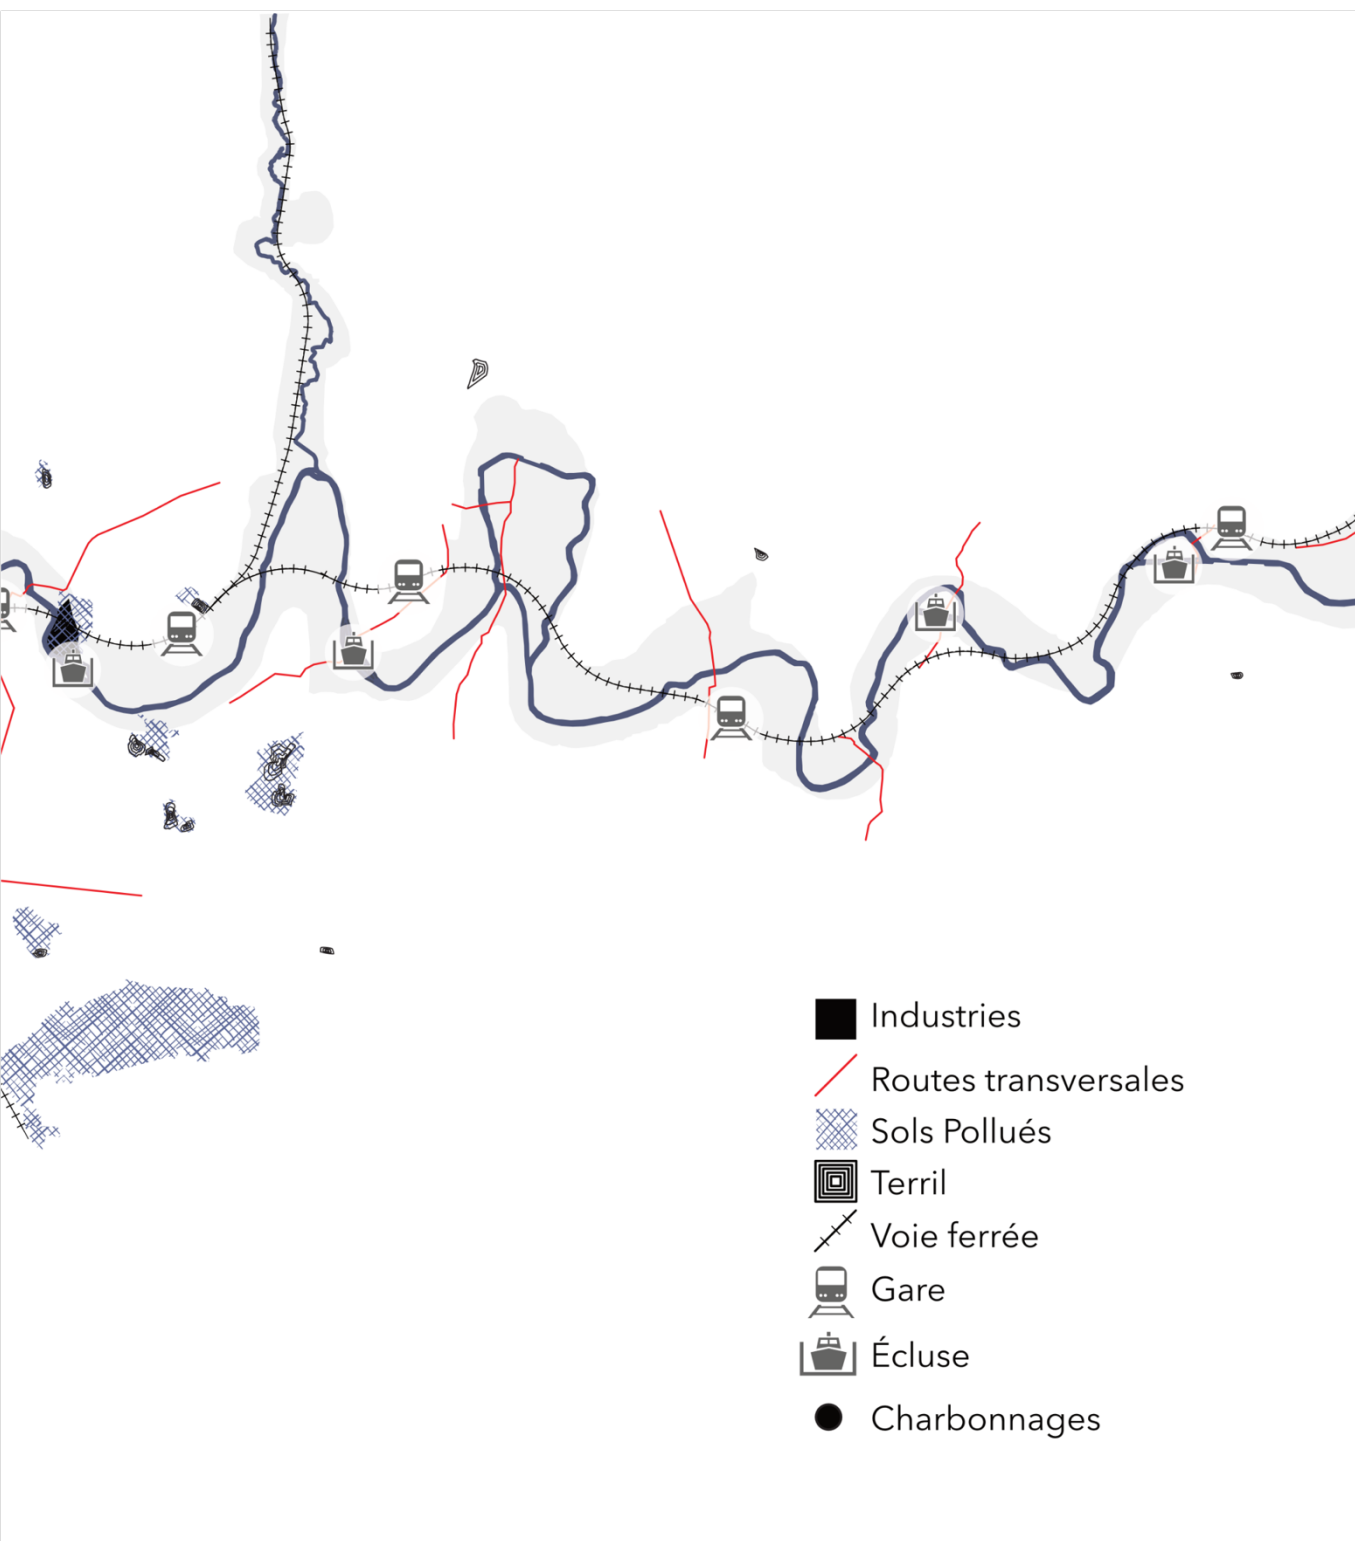 Industries
Routes transversales
Sols Pollués
Terril
Voie ferrée
Gare
Écluse
Charbonnages